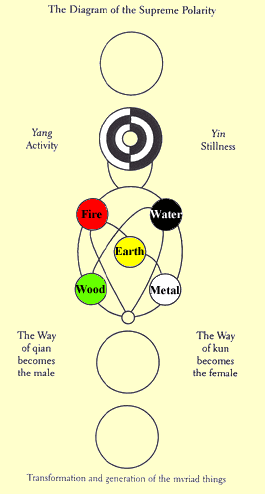 The Diagram of the Supreme Polarity
Yang
Activity
Yin
Stillness
Fire
Water
Earth
Wood
Metal
The Way
of qian
becomes
the male
The Way
of kun
becomes
the female
Transformation and generation of the myriad things